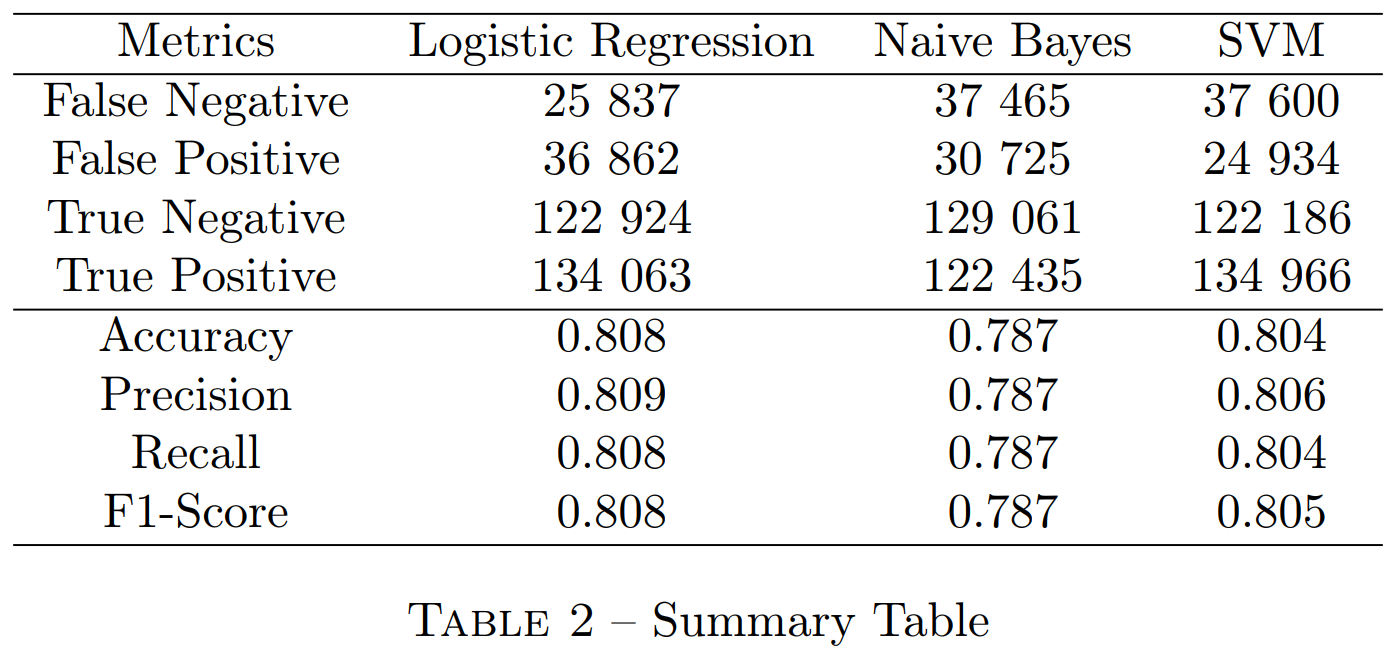 Metrics Logistic Regression Naive Bayes SVM
False Negative 25 837 37 465 37 600
False Positive 36 862 30 725 24 934
True Negative 122 924 129 061 122 186
True Positive 134 063 122 435 134 966
Accuracy 0.808 0.787 0.804
Precision 0.809 0.787 0.806
Recall 0.808 0.787 0.804
F1-Score 0.808 0.787 0.805
TABLE 2 – Summary Table